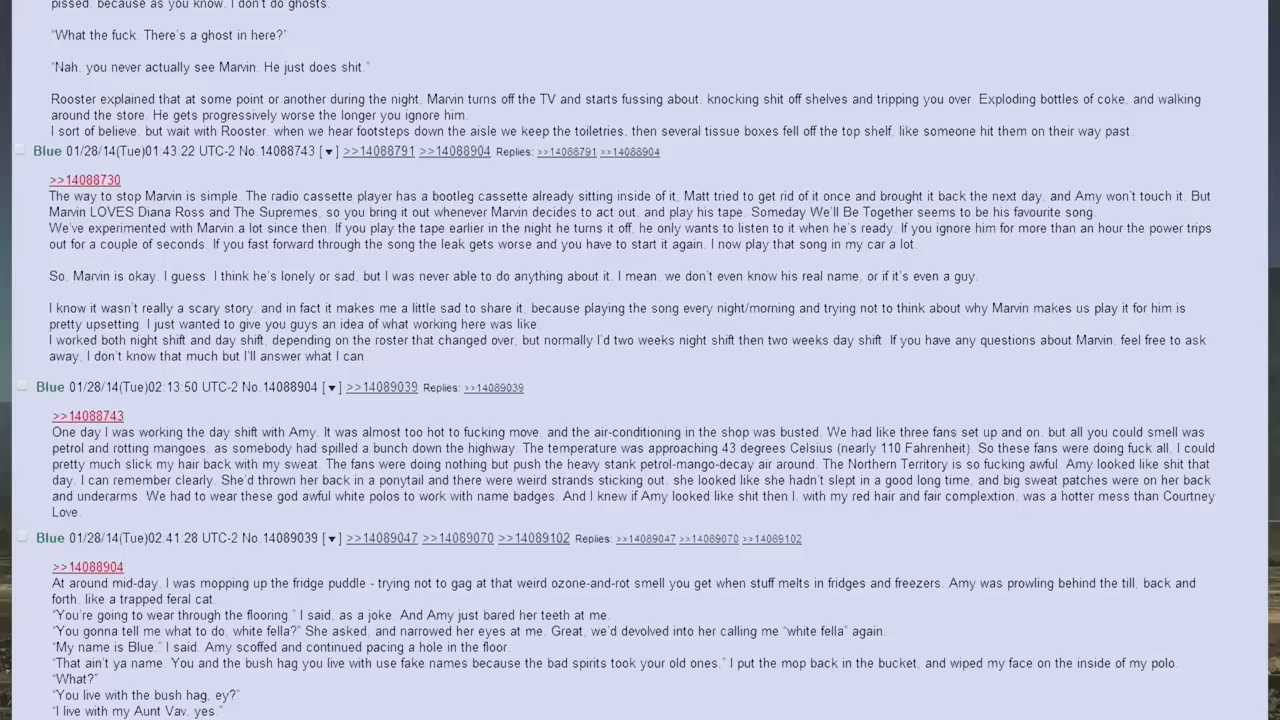 pissed, because as you know, I don't do ghosts.
"What the fuck. There's a ghost in here?"
"Nah, you never actually see Marvin. He just does shit."
Rooster explained that at some point or another during the night, Marvin turns off the TV and starts fussing about, knocking shit off shelves and tripping you over. Exploding bottles of coke, and walking
around the store. He gets progressively worse the longer you ignore him.
I sort of believe, but wait with Rooster, when we hear footsteps down the aisle we keep the toiletries, then several tissue boxes fell off the top shelf, like someone hit them on their way past.
Blue 01/28/14(Tue)01:43:22 UTC-2 No.14088743 [▼] >>14088791 >>14088904 Replies: >>14088791 >>14088904
>>14088730
The way to stop Marvin is simple. The radio cassette player has a bootleg cassette already sitting inside of it, Matt tried to get rid of it once and brought it back the next day, and Amy won't touch it. But
Marvin LOVES Diana Ross and The Supremes, so you bring it out whenever Marvin decides to act out, and play his tape. Someday We'll Be Together seems to be his favourite song.
We've experimented with Marvin a lot since then. If you play the tape earlier in the night he turns it off, he only wants to listen to it when he's ready. If you ignore him for more than an hour the power trips
out for a couple of seconds. If you fast forward through the song the leak gets worse and you have to start it again. I now play that song in my car a lot.
So, Marvin is okay, I guess. I think he's lonely or sad, but I was never able to do anything about it. I mean, we don't even know his real name, or if it's even a guy.
I know it wasn't really a scary story, and in fact it makes me a little sad to share it, because playing the song every night/morning and trying not to think about why Marvin makes us play it for him is
pretty upsetting. I just wanted to give you guys an idea of what working here was like.
I worked both night shift and day shift, depending on the roster that changed over, but normally I'd two weeks night shift then two weeks day shift. If you have any questions about Marvin, feel free to ask
away, I don't know that much but I'll answer what I can.
Blue 01/28/14(Tue)02:13:50 UTC-2 No.14088904 [▼] >>14089039 Replies: >>14089039
>>14088743
One day I was working the day shift with Amy. It was almost too hot to fucking move, and the air-conditioning in the shop was busted. We had like three fans set up and on, but all you could smell was
petrol and rotting mangoes, as somebody had spilled a bunch down the highway. The temperature was approaching 43 degrees Celsius (nearly 110 Fahrenheit). So these fans were doing fuck all, I could
pretty much slick my hair back with my sweat. The fans were doing nothing but push the heavy stank petrol-mango-decay air around. The Northern Territory is so fucking awful. Amy looked like shit that
day, I can remember clearly. She'd thrown her back in a ponytail and there were weird strands sticking out, she looked like she hadn't slept in a good long time, and big sweat patches were on her back
and underarms. We had to wear these god awful white polos to work with name badges. And I knew if Amy looked like shit then I, with my red hair and fair complextion, was a hotter mess than Courtney
Love.
Blue 01/28/14(Tue)02:41:28 UTC-2 No.14089039 [▼] >>14089047 >>14089070 >>14089102 Replies: >>14089047 >>14089070 >>14089102
>>14088904
At around mid-day, I was mopping up the fridge puddle - trying not to gag at that weird ozone-and-rot smell you get when stuff melts in fridges and freezers. Amy was prowling behind the till, back and
forth, like a trapped feral cat.
"You're going to wear through the flooring." I said, as a joke. And Amy just bared her teeth at me.
"You gonna tell me what to do, white fella?" She asked, and narrowed her eyes at me. Great, we'd devolved into her calling me "white fella" again.
"My name is Blue." I said. Amy scoffed and continued pacing a hole in the floor.
"That ain't ya name. You and the bush hag you live with use fake names because the bad spirits took your old ones." I put the mop back in the bucket, and wiped my face on the inside of my polo.
"What?"
"You live with the bush hag, ey?"
"I live with my Aunt Vav, yes."